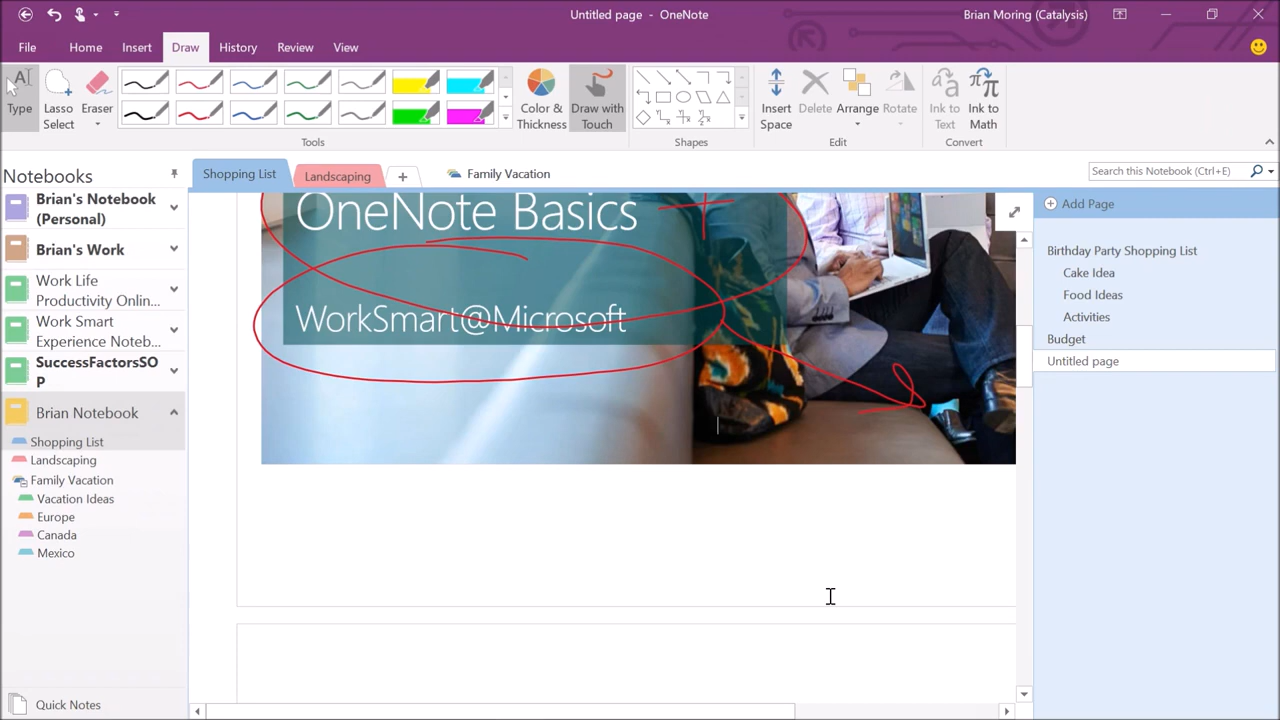 Untitled page - OneNote
Brian Moring (Catalysis)
File
Home
Insert
Draw
History
Review
View
Type
Lasso
Select
Eraser
Color &
Thickness
Draw with
Touch
Insert
Space
Delete
Arrange
Rotate
Ink to
Text
Ink to
Math
Tools
Shapes
Edit
Convert
Notebooks
Shopping List
Landscaping
Family Vacation
Search this Notebook (Ctrl+E)
Brian's Notebook
(Personal)
Brian's Work
Work Life
Productivity Onlin...
Work Smart
Experience Noteb...
SuccessFactorsSO
P
Brian Notebook
Shopping List
Landscaping
Family Vacation
Vacation Ideas
Europe
Canada
Mexico
Quick Notes
OneNote Basics
WorkSmart@Microsoft
Add Page
Birthday Party Shopping List
Cake Idea
Food Ideas
Activities
Budget
Untitled page